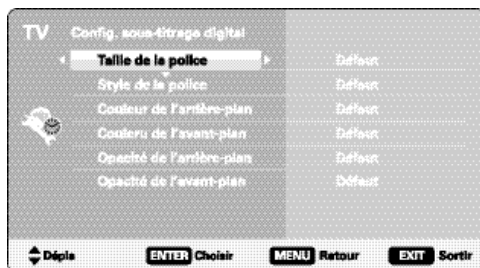 TV Config. sous-titrage digital
Taille de la police Défaut
Style de la police Défaut
Couleur de l'arrière-plan Défaut
Couleru de l'avant-plan Défaut
Opacité de l'arrière-plan Défaut
Opacité de l'avant-plan Défaut
Dépla ENTER Choisir MENU Retour EXIT Sortir